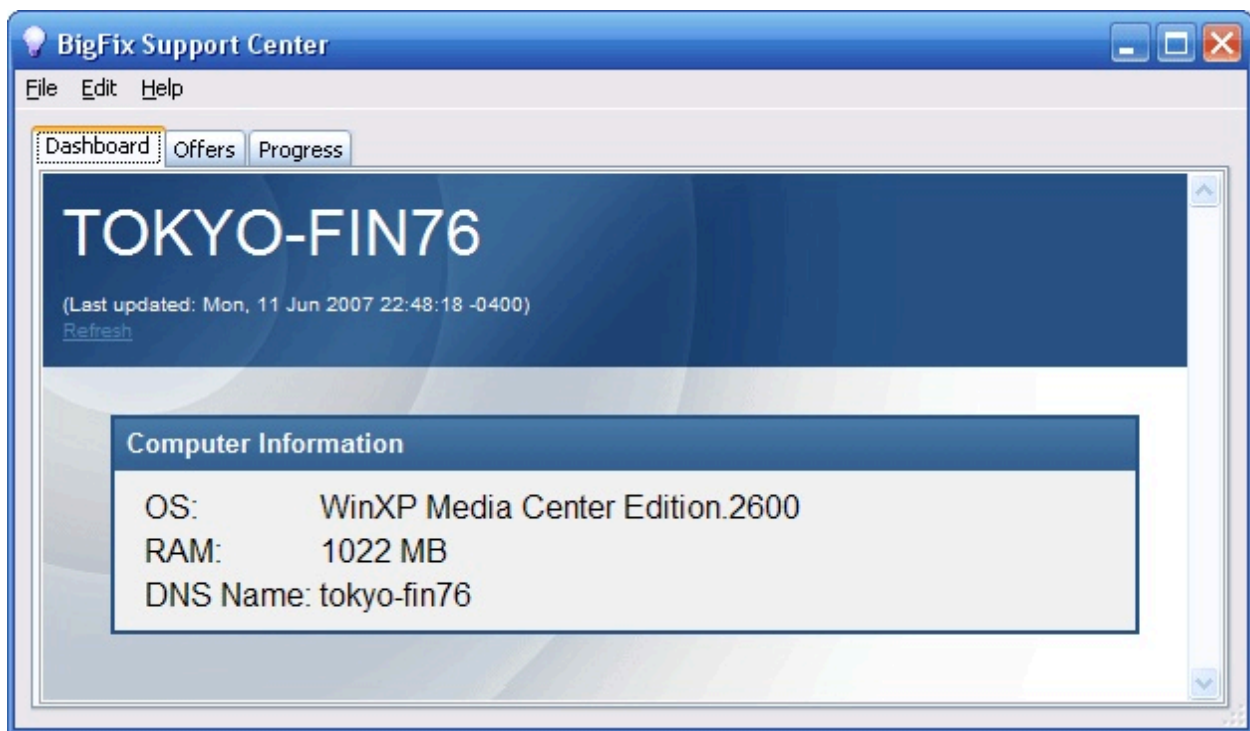 BigFix Support Center
File Edit Help
Dashboard Offers Progress
TOKYO-FIN76
(Last updated: Mon, 11 Jun 2007 22:48:18 -0400)
Refresh
Computer Information
OS: WinXP Media Center Edition.2600
RAM: 1022 MB
DNS Name: tokyo-fin76